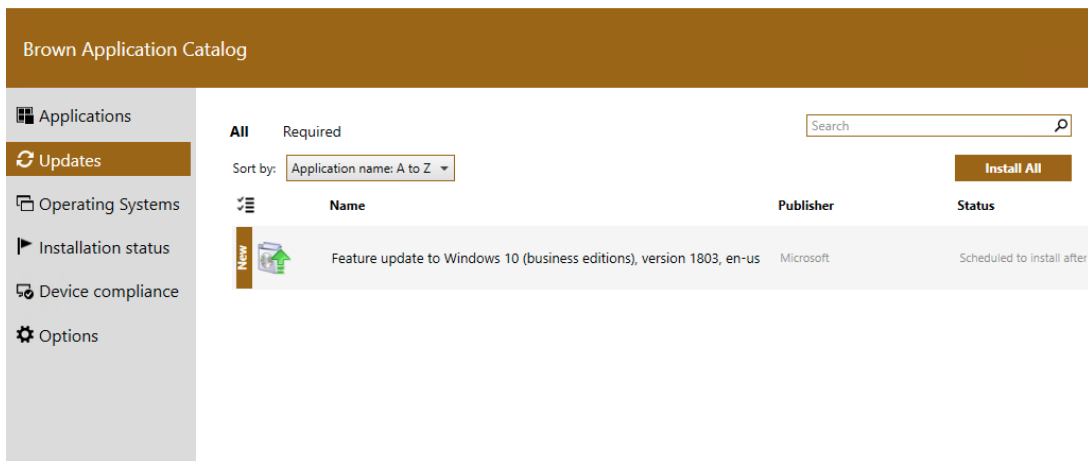 Brown Application Catalog
Applications
Updates
Operating Systems
Installation status
Device compliance
Options
All Required
Search
Sort by: Application name: A to Z
Install All
Name Publisher Status
New
Feature update to Windows 10 (business editions), version 1803, en-us Microsoft Scheduled to install after